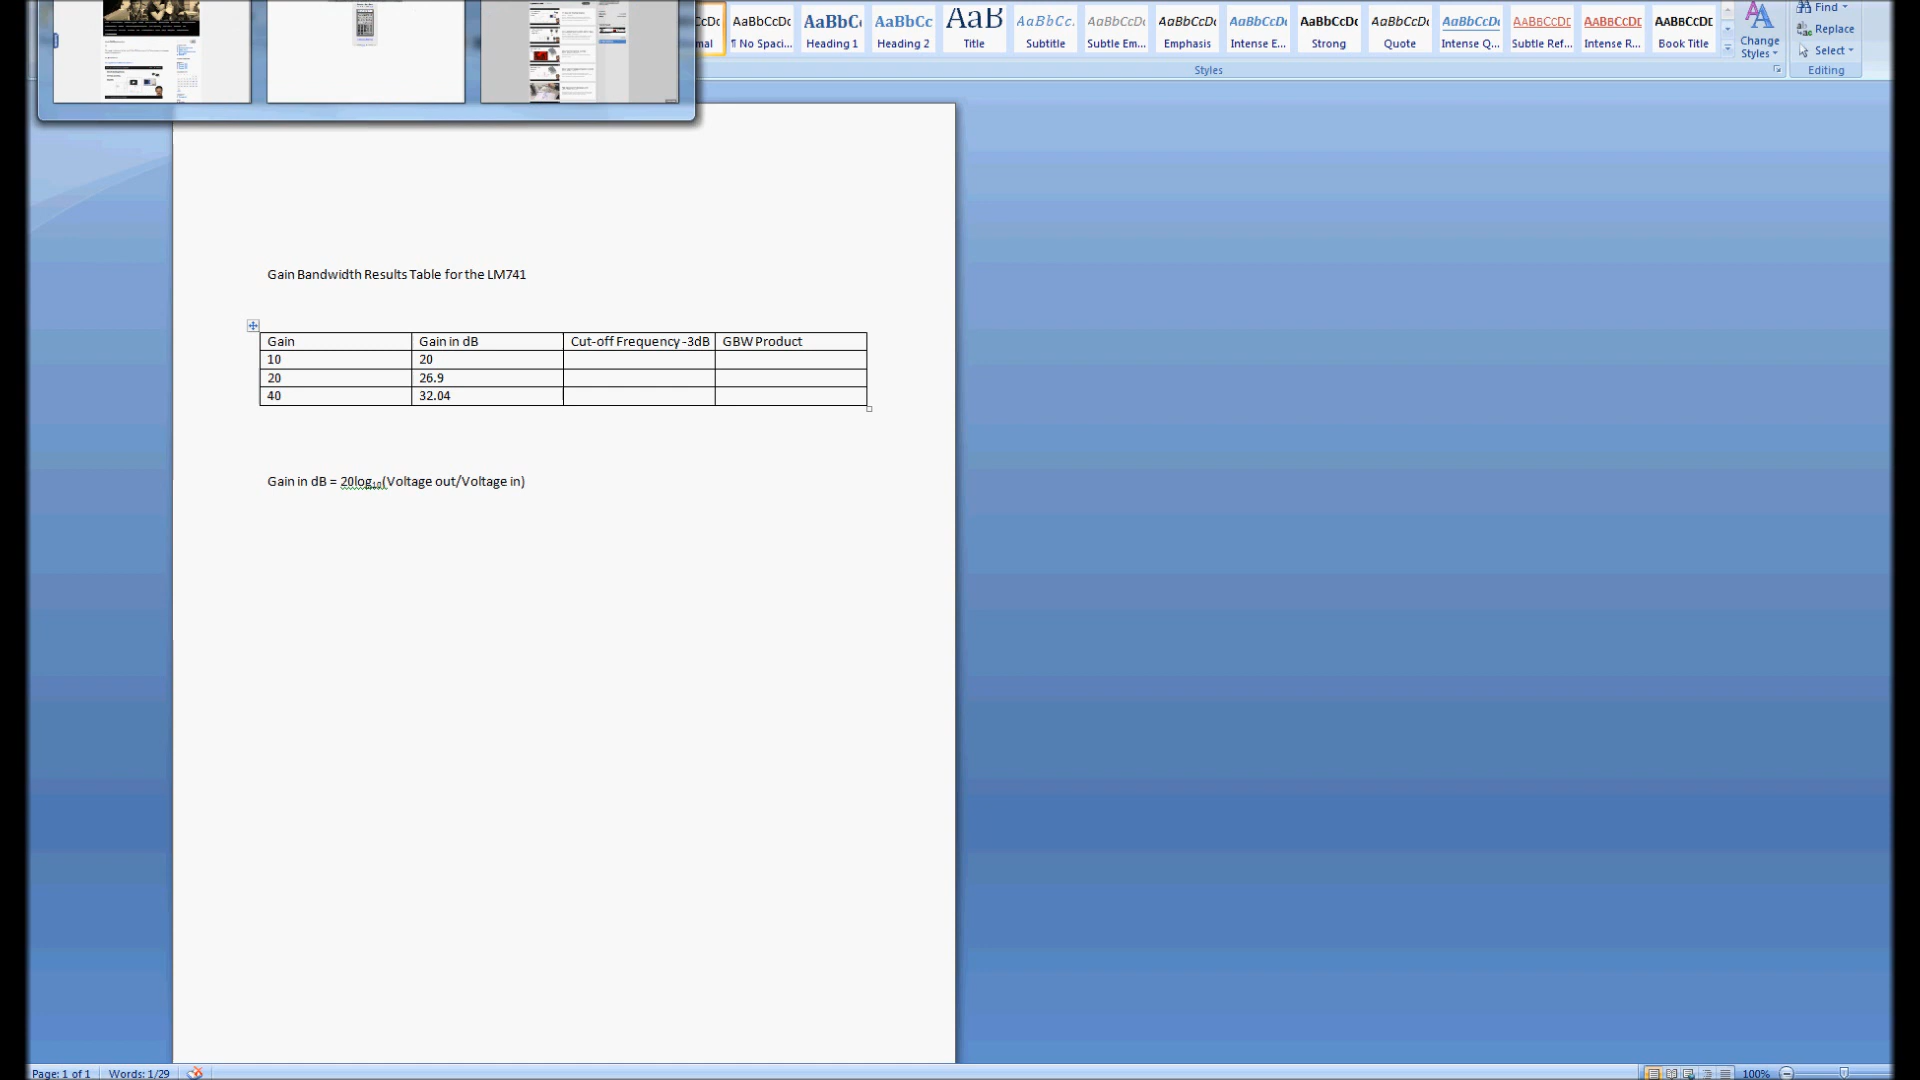 CcDc AaBbCcDc AaBbC AaBbCc AaB AaBbCc. AaBbCcDc AaBbCcDc AaBbCcDc AaBbCcDc AaBbCcDc AaBbCcDc AaBbCcDc AaBbCcDc AaBbCcDc
mal ¶ No Spaci... Heading 1 Heading 2 Title Subtitle Subtle Em... Emphasis Intense E... Strong Quote Intense Q... Subtle Ref... Intense R... Book Title
Change Styles
Find
Replace
Select
Styles
Editing
Gain Bandwidth Results Table for the LM741
Gain Gain in dB Cut-off Frequency -3dB GBW Product
10 20
20 26.9
40 32.04
Gain in dB = 20log10(Voltage out/Voltage in)
Page: 1 of 1 Words: 1/29 100%